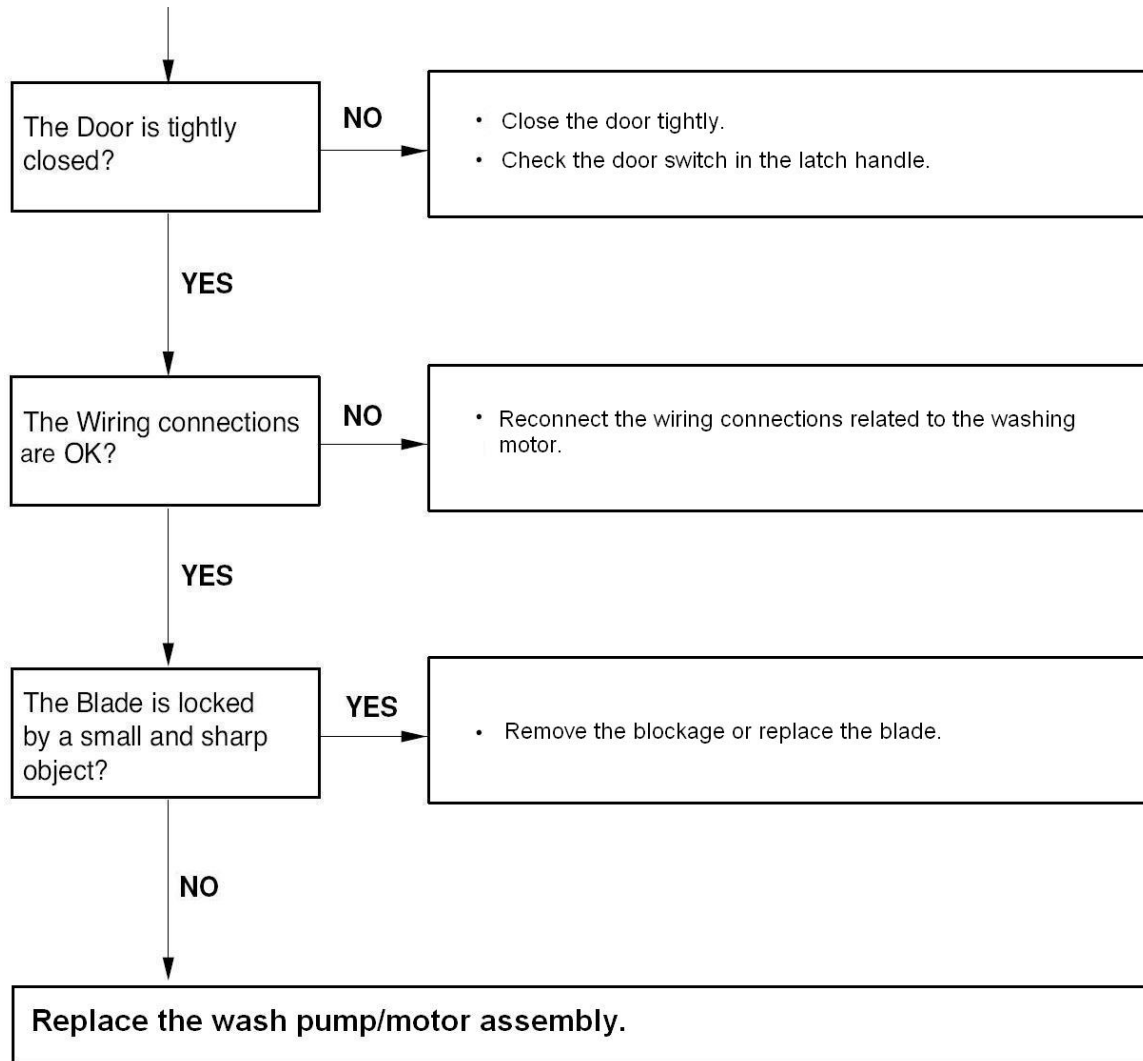 The Door is tightly
closed?
NO
• Close the door tightly.
• Check the door switch in the latch handle.
YES
The Wiring connections
are OK?
NO
• Reconnect the wiring connections related to the washing
motor.
YES
The Blade is locked
by a small and sharp
object?
YES
• Remove the blockage or replace the blade.
NO
Replace the wash pump/motor assembly.